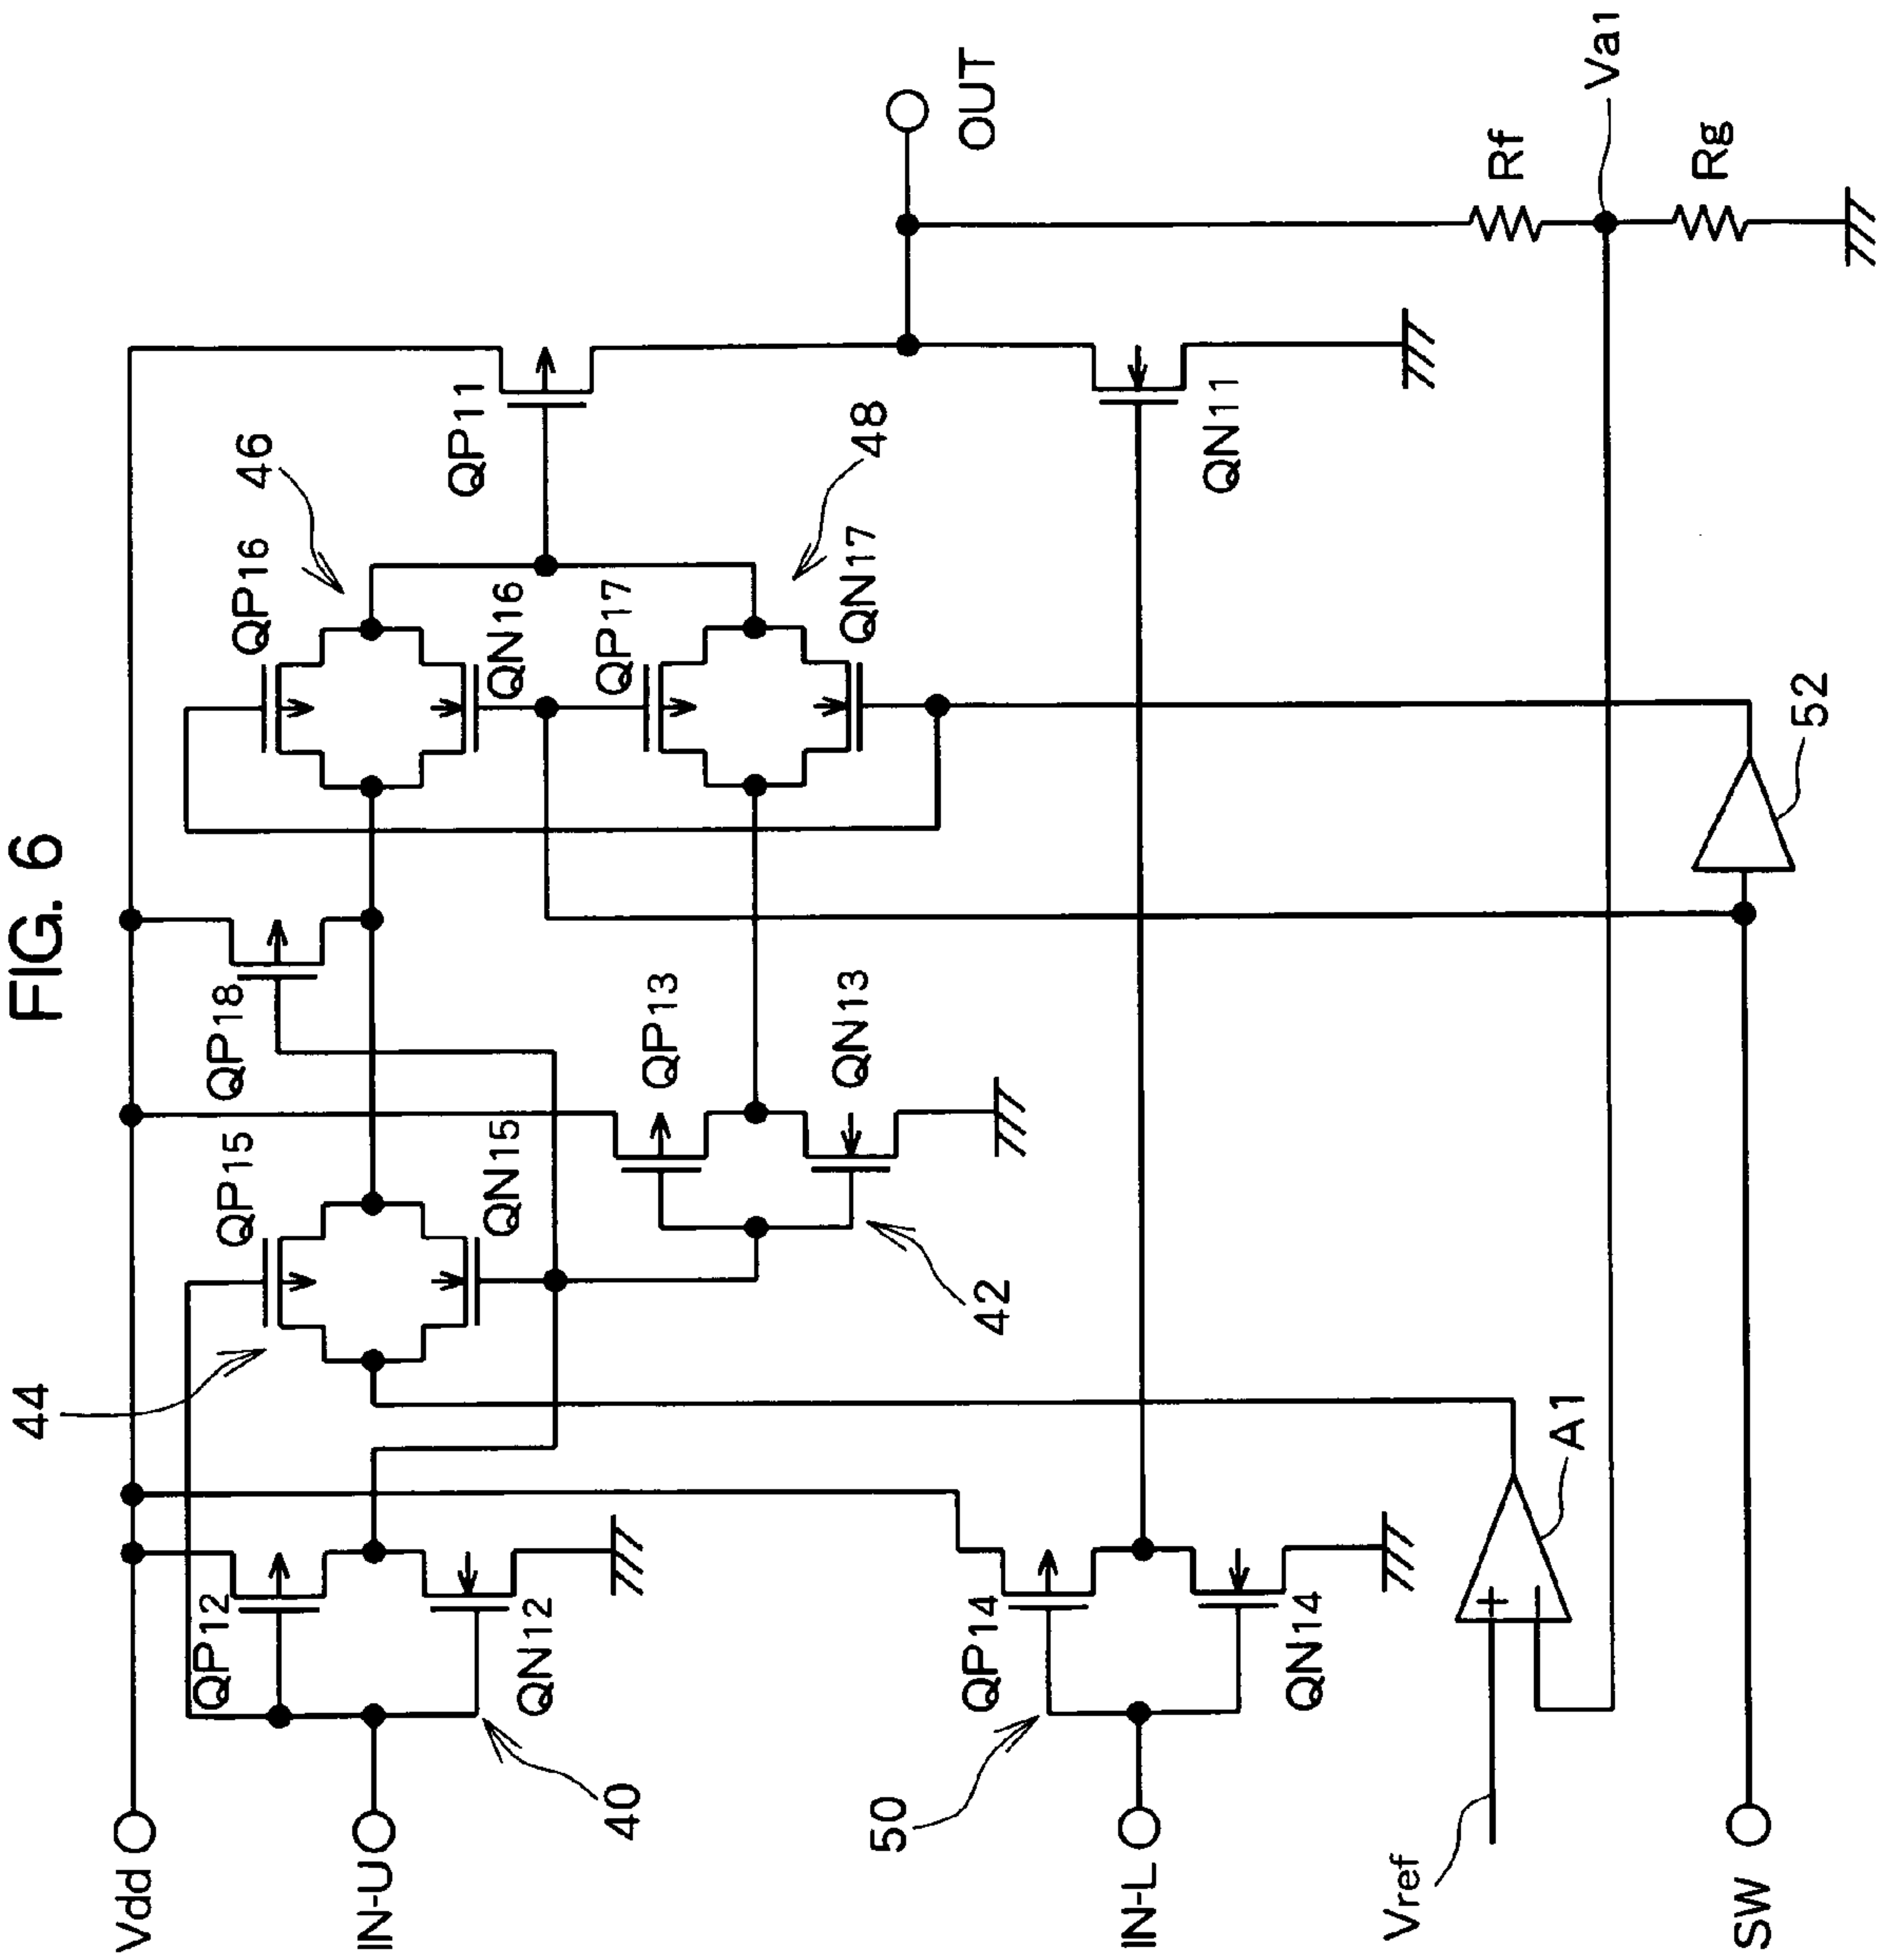 FIG. 6
Vdd
IN-U
IN-L
Vref
SW
40
50
44
QP12
QN12
QP14
QN14
A1
QP15
QN15
42
QP18
QP13
QN13
52
QP16
QN16
QP17
QN17
46
48
QP11
QN11
OUT
Rf
Rg
Va1